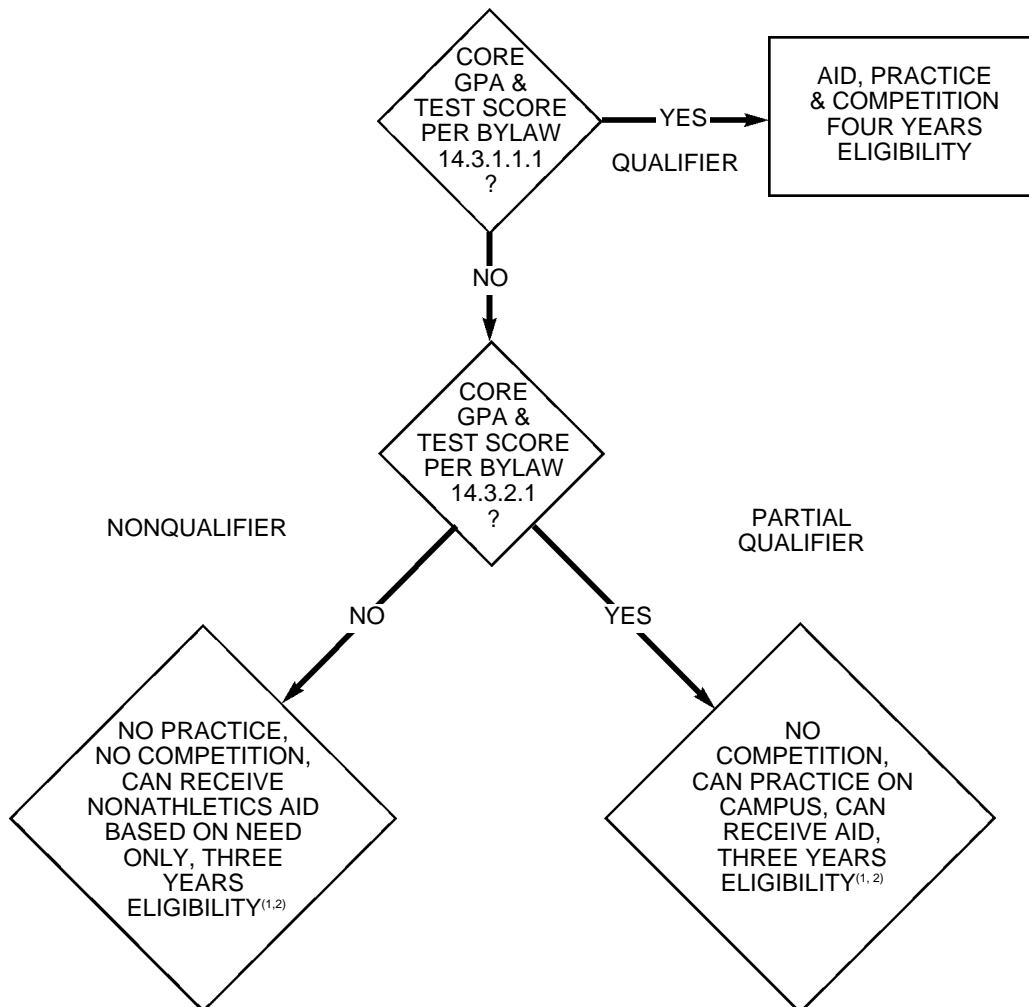 CORE
GPA &
TEST SCORE
PER BYLAW
14.3.1.1.1
?
YES
QUALIFIER
AID, PRACTICE
& COMPETITION
FOUR YEARS
ELIGIBILITY
NO
CORE
GPA &
TEST SCORE
PER BYLAW
14.3.2.1
?
NONQUALIFIER
PARTIAL
QUALIFIER
NO
YES
NO PRACTICE,
NO COMPETITION,
CAN RECEIVE
NONATHLETICS AID
BASED ON NEED
ONLY, THREE
YEARS
ELIGIBILITY(1,2)
NO
COMPETITION,
CAN PRACTICE ON
CAMPUS, CAN
RECEIVE AID,
THREE YEARS
ELIGIBILITY(1, 2)